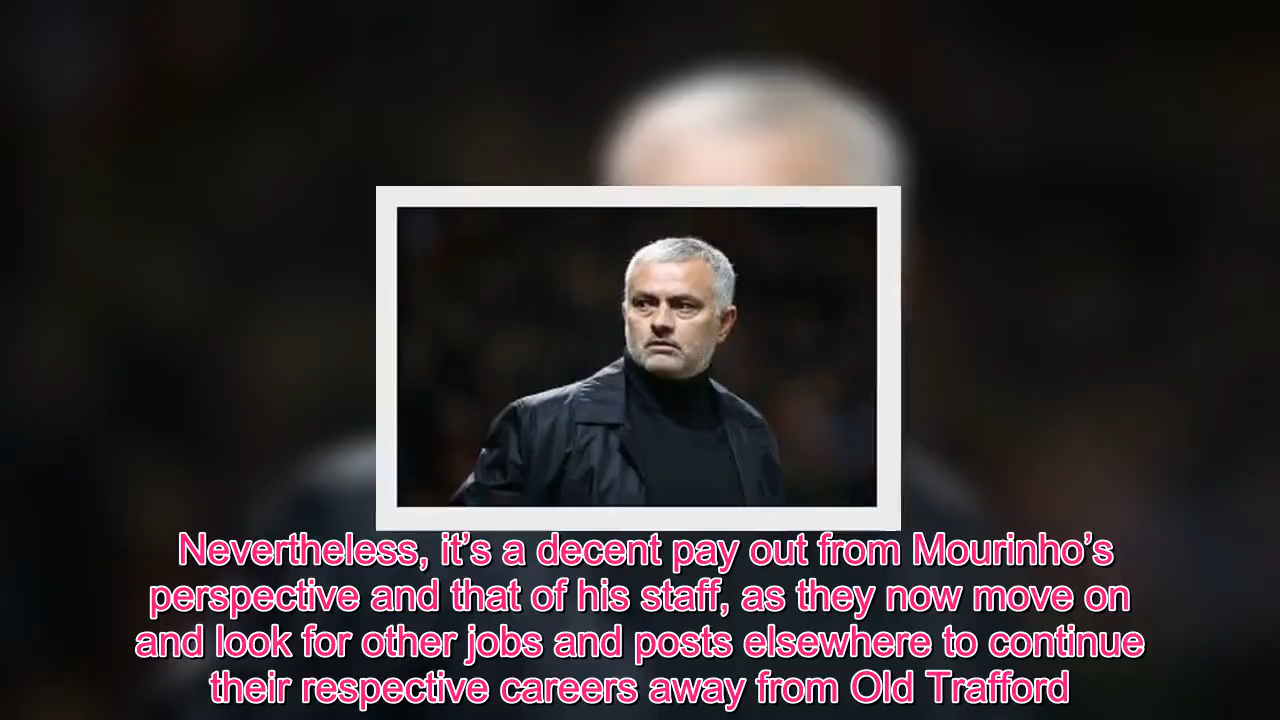 Nevertheless, it’s a decent pay out from Mourinho’s
perspective and that of his staff, as they now move on
and look for other jobs and posts elsewhere to continue
their respective careers away from Old Trafford